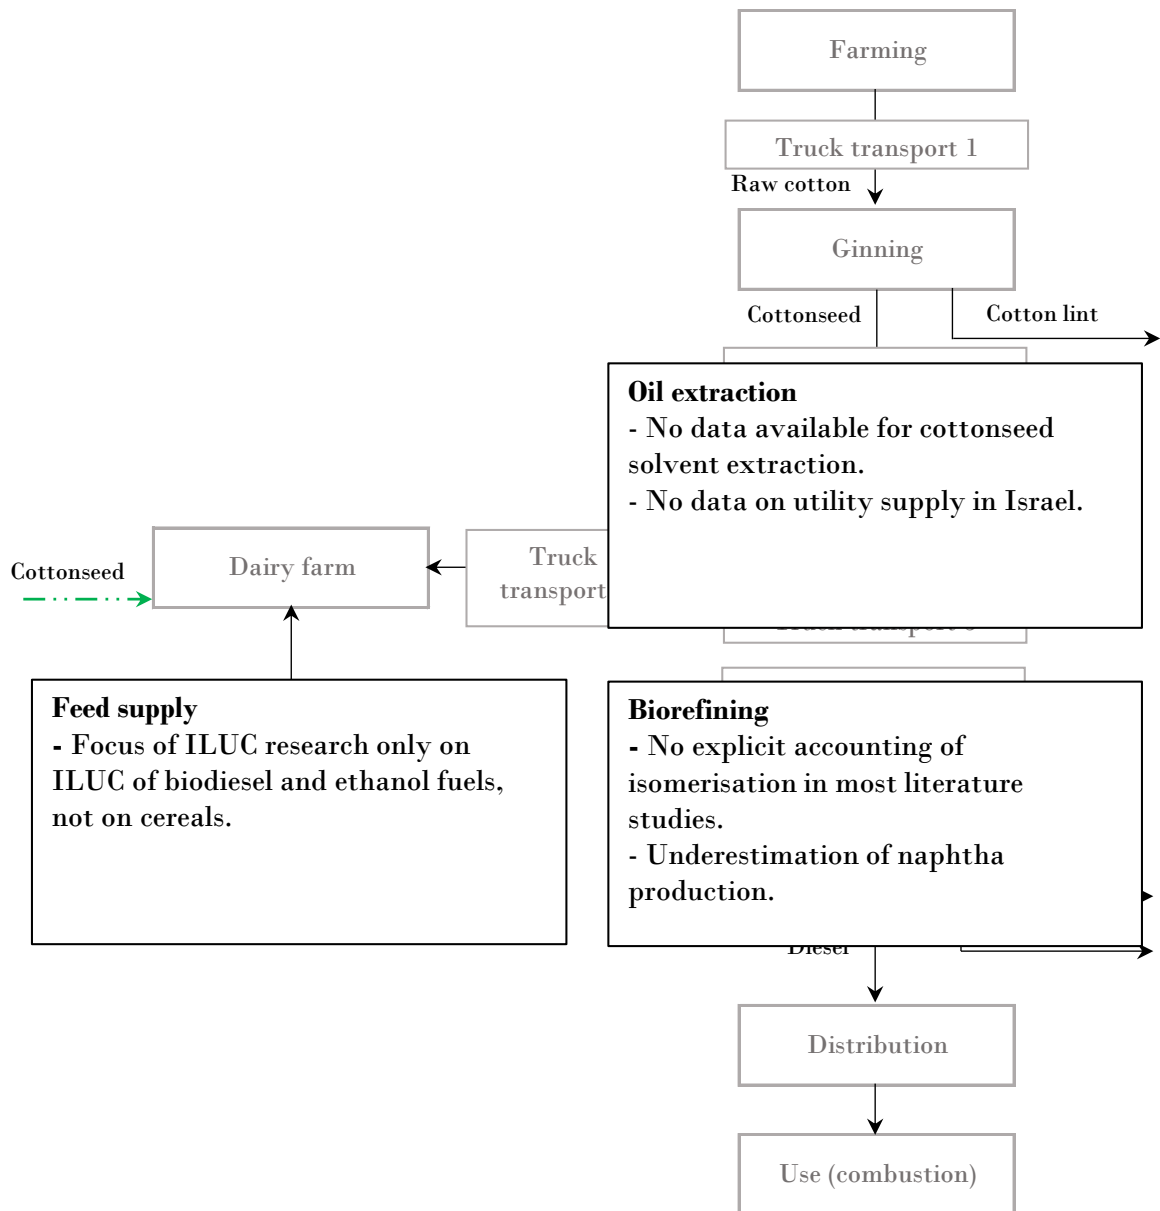 Farming
Truck transport 1
Raw cotton
Ginning
Cottonseed
Cotton lint
Oil extraction
- No data available for cottonseed
solvent extraction.
- No data on utility supply in Israel.
Cottonseed
Dairy farm
Truck
transport
Feed supply
- Focus of ILUC research only on
ILUC of biodiesel and ethanol fuels,
not on cereals.
Biorefining
- No explicit accounting of
isomerisation in most literature
studies.
- Underestimation of naphtha
production.
Diesel
Distribution
Use (combustion)